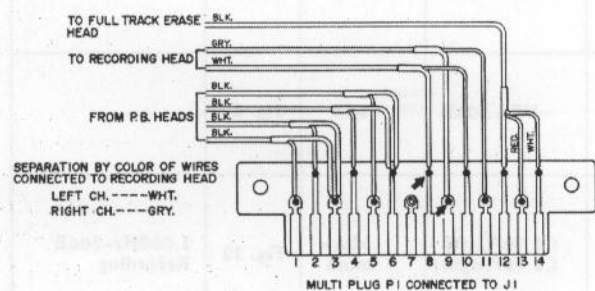 TO FULL TRACK ERASE
HEAD
BLK.
GRY.
TO RECORDING HEAD
WHT.
BLK.
BLK.
FROM P.B. HEADS
BLK.
BLK.
RED.
WHT.
SEPARATION BY COLOR OF WIRES
CONNECTED TO RECORDING HEAD
LEFT CH.----WHT.
RIGHT CH.---GRY.
1 2 3 4 5 6 7 8 9 10 11 12 13 14
MULTI PLUG P1 CONNECTED TO J1